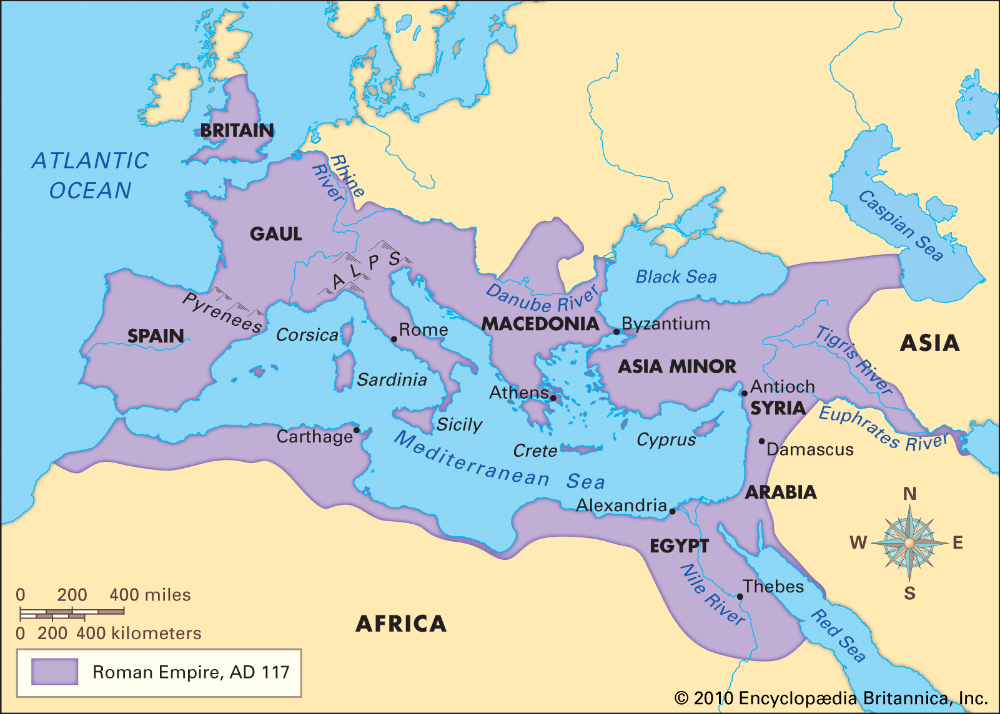 BRITAIN
ATLANTIC
OCEAN
Rhine
River
GAUL
ALPS
Pyrenees
SPAIN
Corsica
Rome
Sardinia
Sicily
Carthage
Mediterranean Sea
Danube River
MACEDONIA
Byzantium
Black Sea
Caspian Sea
ASIA
ASIA MINOR
Athens
Crete
Cyprus
Tigris River
Antioch
SYRIA
Euphrates River
Damascus
ARABIA
Alexandria
EGYPT
Nile River
Thebes
Red Sea
AFRICA
N
W
E
S
0 200 400 miles
0 200 400 kilometers
Roman Empire, AD 117
© 2010 Encyclopædia Britannica, Inc.